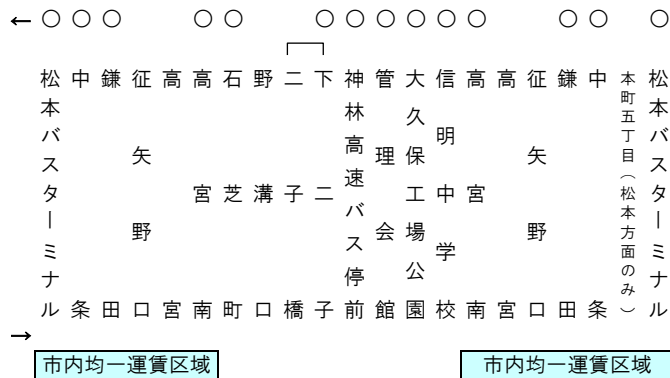 ←○○○ ○○ ○○○○○○ ○○ ○
松本バスターミナル
中条
鎌田
征矢野口
高宮
高宮南
石芝町
野溝口
二子橋
下二子
神林高速バス停前
管理会館
大久保工場公園
信明中学校
高宮南
高宮
征矢野口
鎌田
中条
本町五丁目（松本方面のみ）
松本バスターミナル
→
市内均一運賃区域
市内均一運賃区域